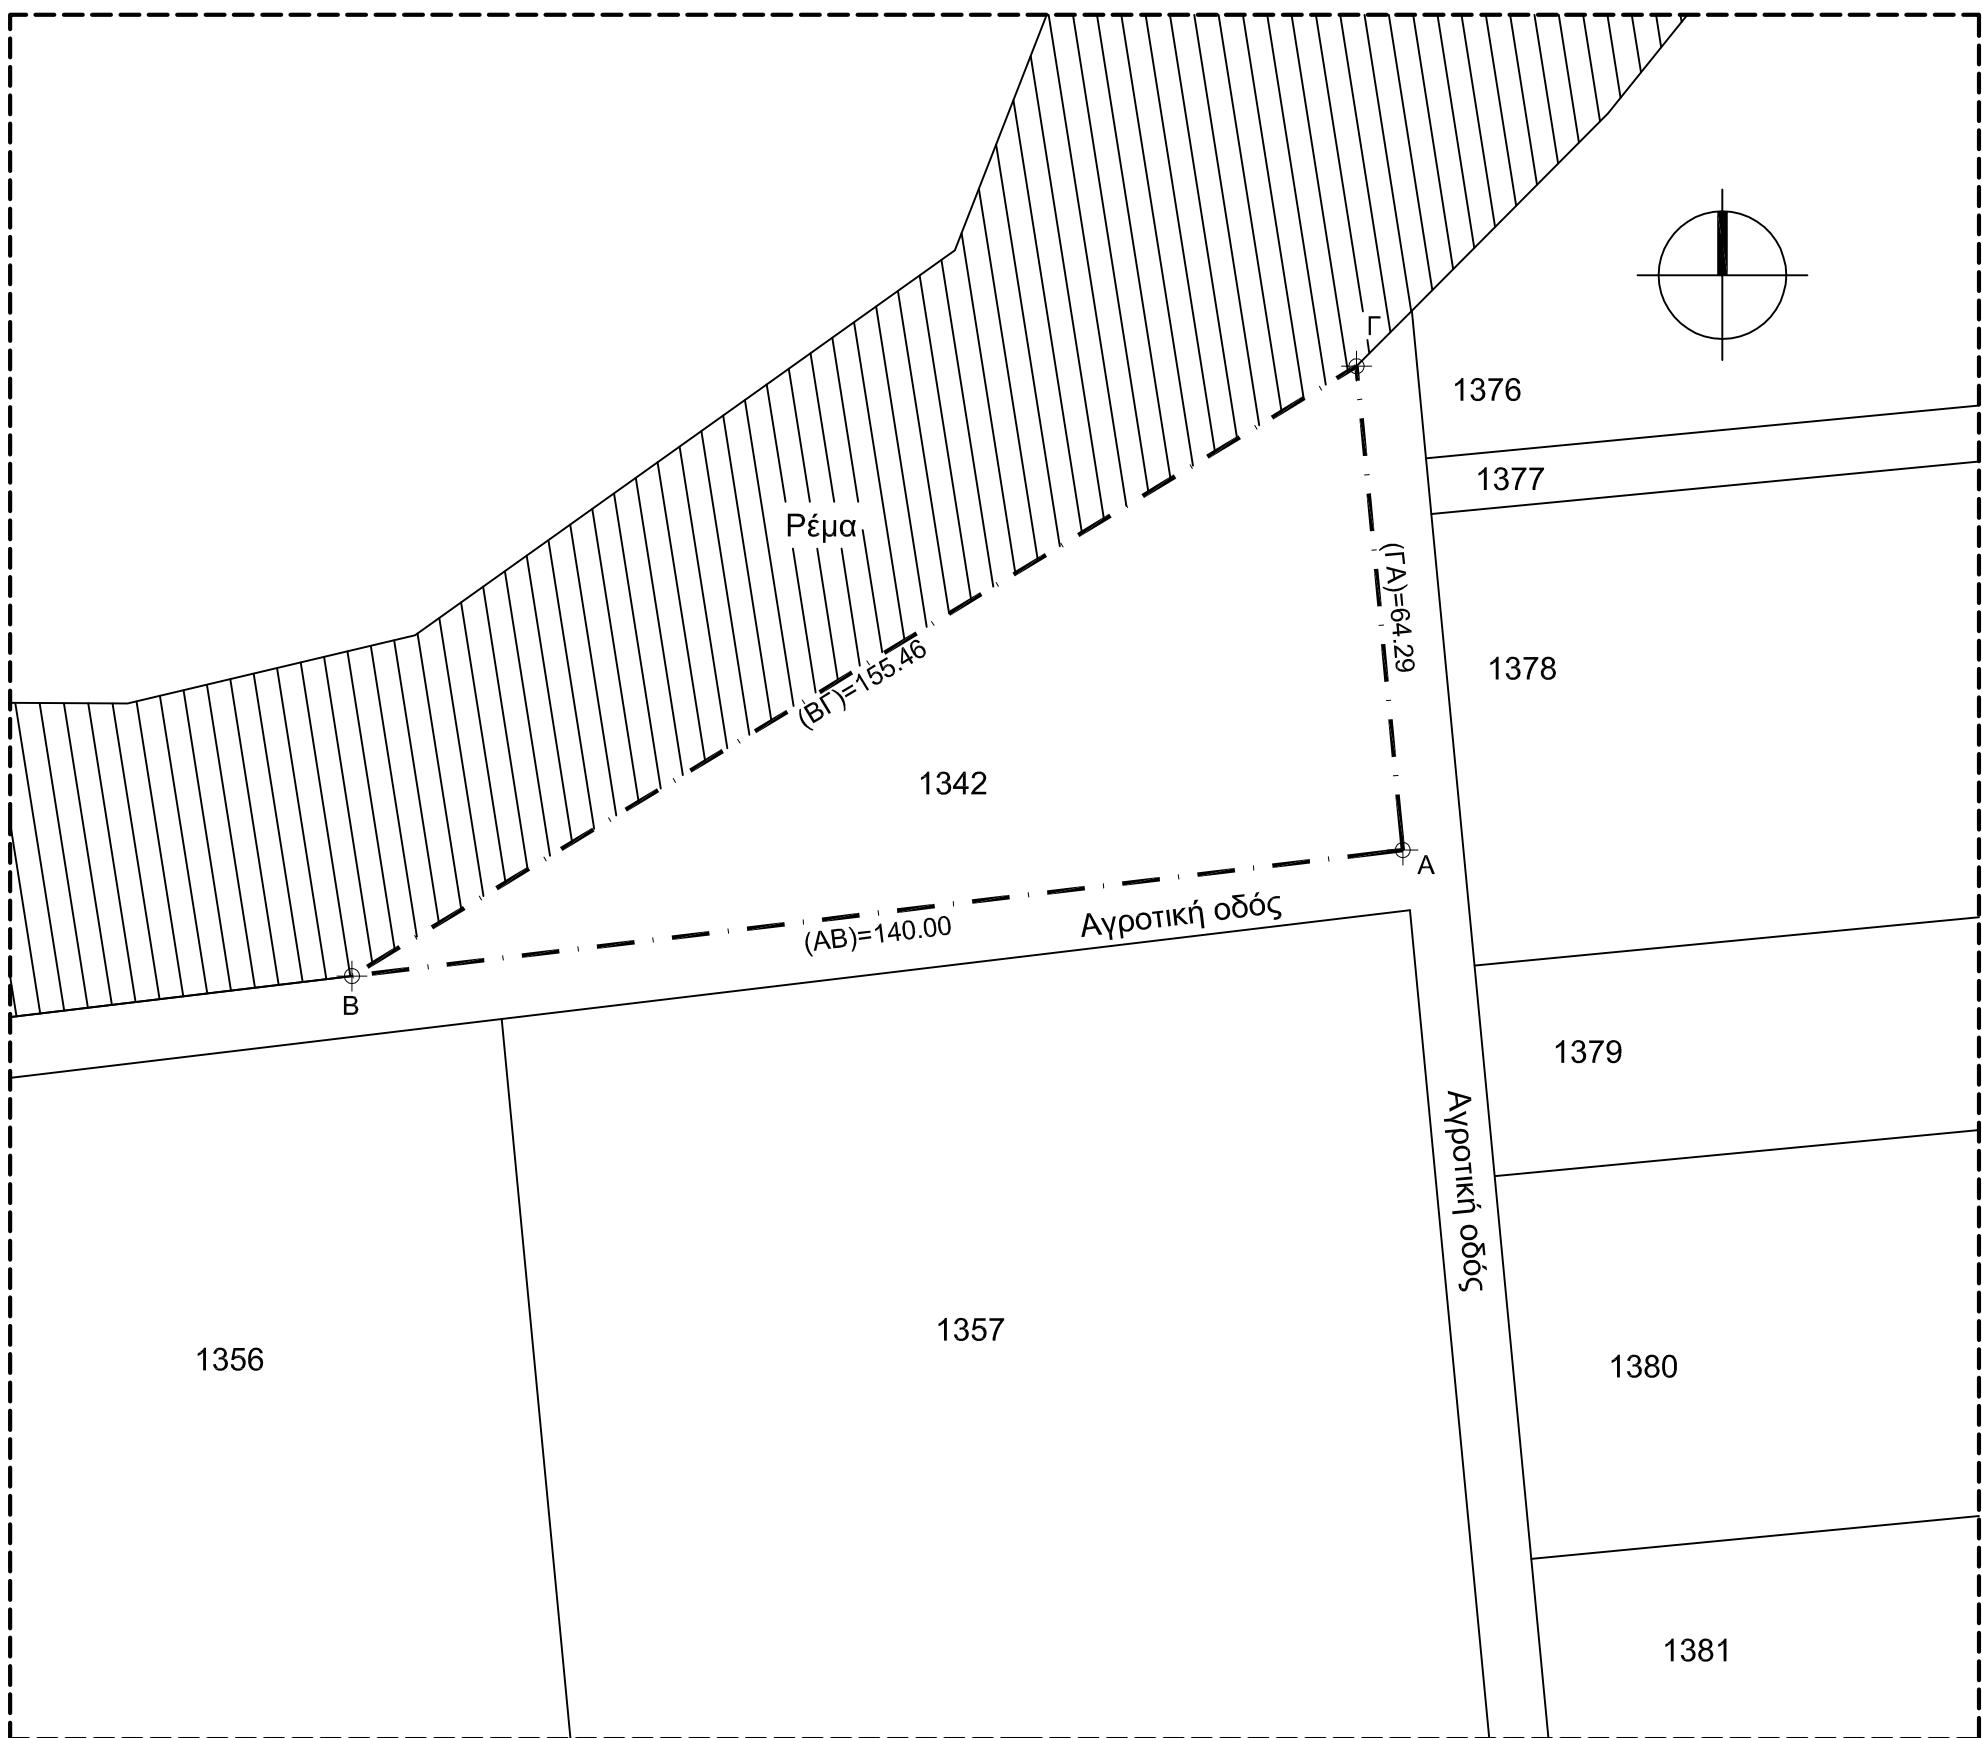 Γ
1376
1377
Ρέμα
(ΓΑ)=64.29
(ΒΓ)=155.46
1378
1342
Α
Αγροτική οδός
(ΑΒ)=140.00
Β
1379
Αγροτική οδός
1357
1356
1380
1381